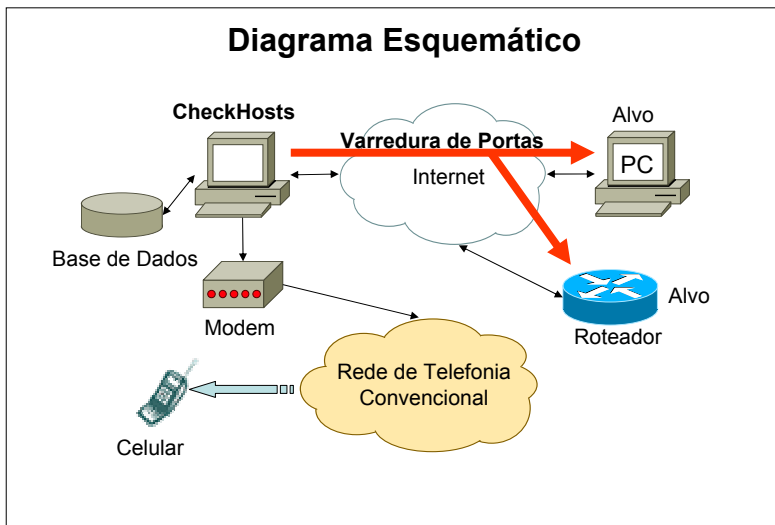 Diagrama Esquemático
CheckHosts
Alvo
Varredura de Portas
PC
Internet
Base de Dados
Modem
Alvo
Roteador
Rede de Telefonia
Convencional
Celular